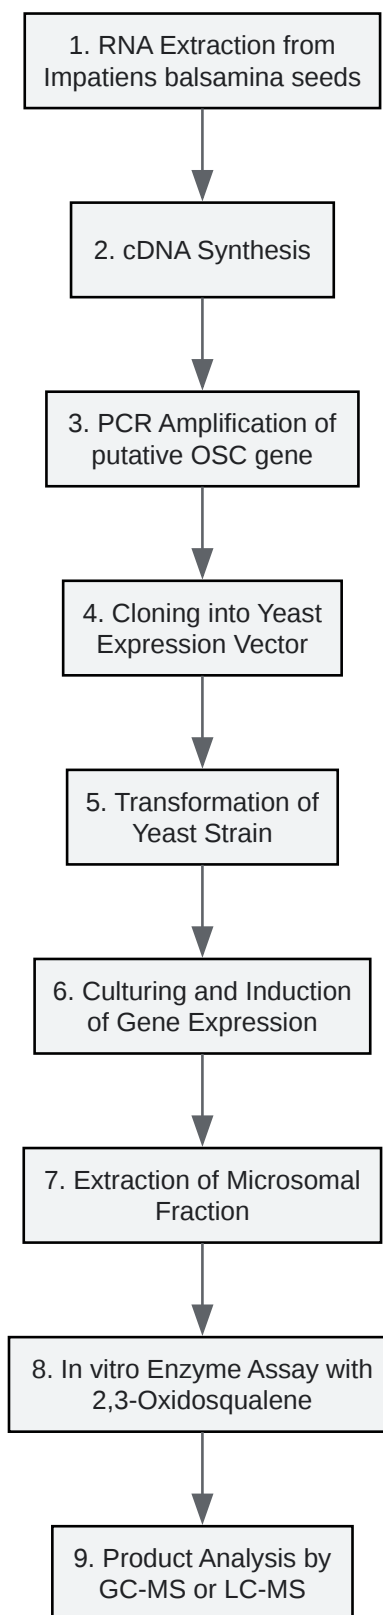 1. RNA Extraction from
Impatiens balsamina seeds
2. cDNA Synthesis
3. PCR Amplification of
putative OSC gene
4. Cloning into Yeast
Expression Vector
5. Transformation of
Yeast Strain
6. Culturing and Induction
of Gene Expression
7. Extraction of Microsomal
Fraction
8. In vitro Enzyme Assay with
2,3-Oxidosqualene
9. Product Analysis by
GC-MS or LC-MS